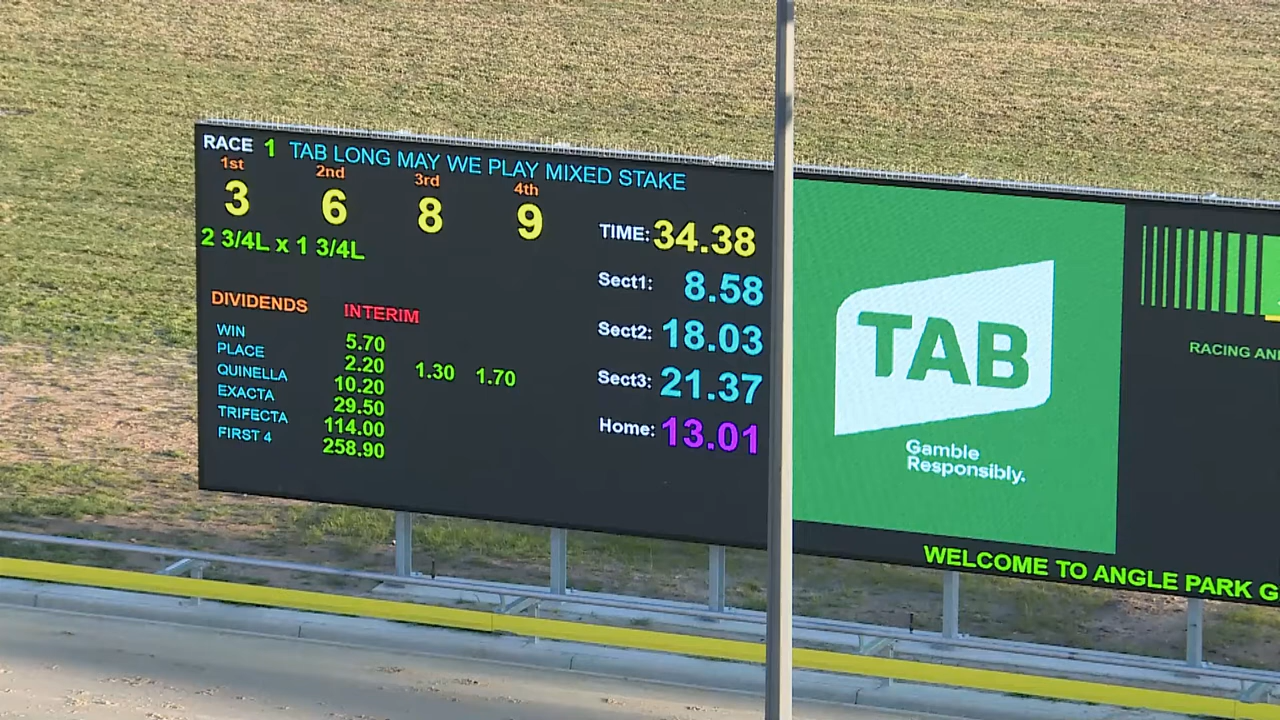 RACE 1 TAB LONG MAY WE PLAY MIXED STAKE
1st 2nd 3rd 4th
3 6 8 9
2 3/4L x 1 3/4L
TIME: 34.38
Sect1: 8.58
Sect2: 18.03
Sect3: 21.37
Home: 13.01
DIVIDENDS INTERIM
WIN 5.70
PLACE 2.20 1.30 1.70
QUINELLA 10.20
EXACTA 29.50
TRIFECTA 114.00
FIRST 4 258.90
TAB
Gamble
Responsibly.
RACING AN
WELCOME TO ANGLE PARK G